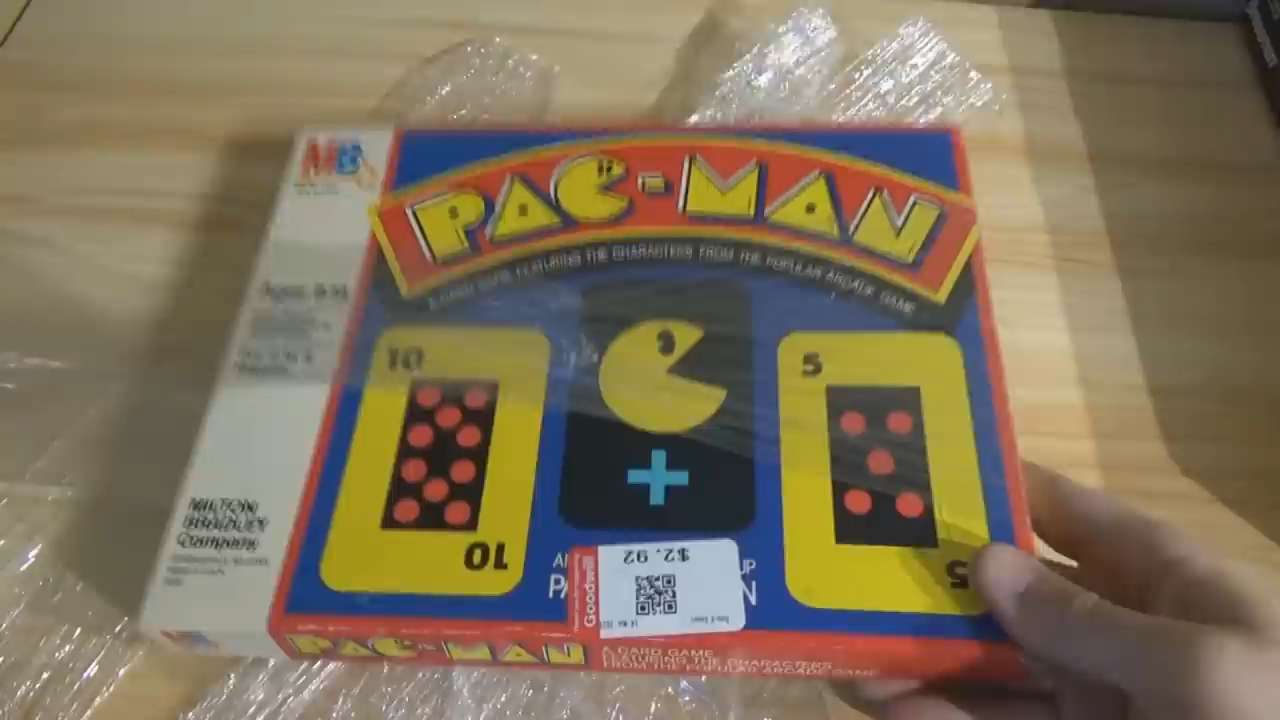 MB
PAC-MAN
A CARD GAME FEATURING THE CHARACTERS FROM THE POPULAR ARCADE GAME
10
10
5
5
MILTON
BRADLEY
Company
Goodwill
$2.92
PAC-MAN
A CARD GAME
FEATURING THE CHARACTERS
FROM THE POPULAR ARCADE GAME